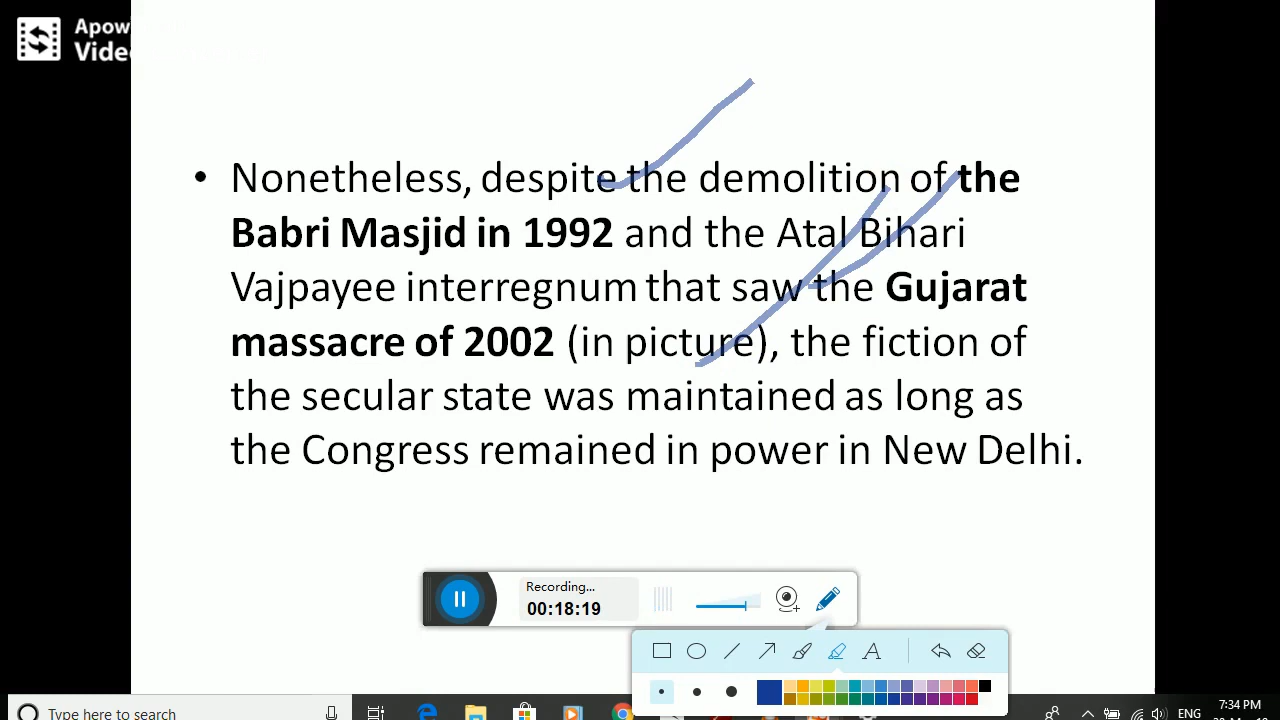 Apow
Vide
• Nonetheless, despite the demolition of the
Babri Masjid in 1992 and the Atal Bihari
Vajpayee interregnum that saw the Gujarat
massacre of 2002 (in picture), the fiction of
the secular state was maintained as long as
the Congress remained in power in New Delhi.
Recording...
00:18:19
A
Type here to search
ENG
7:34 PM